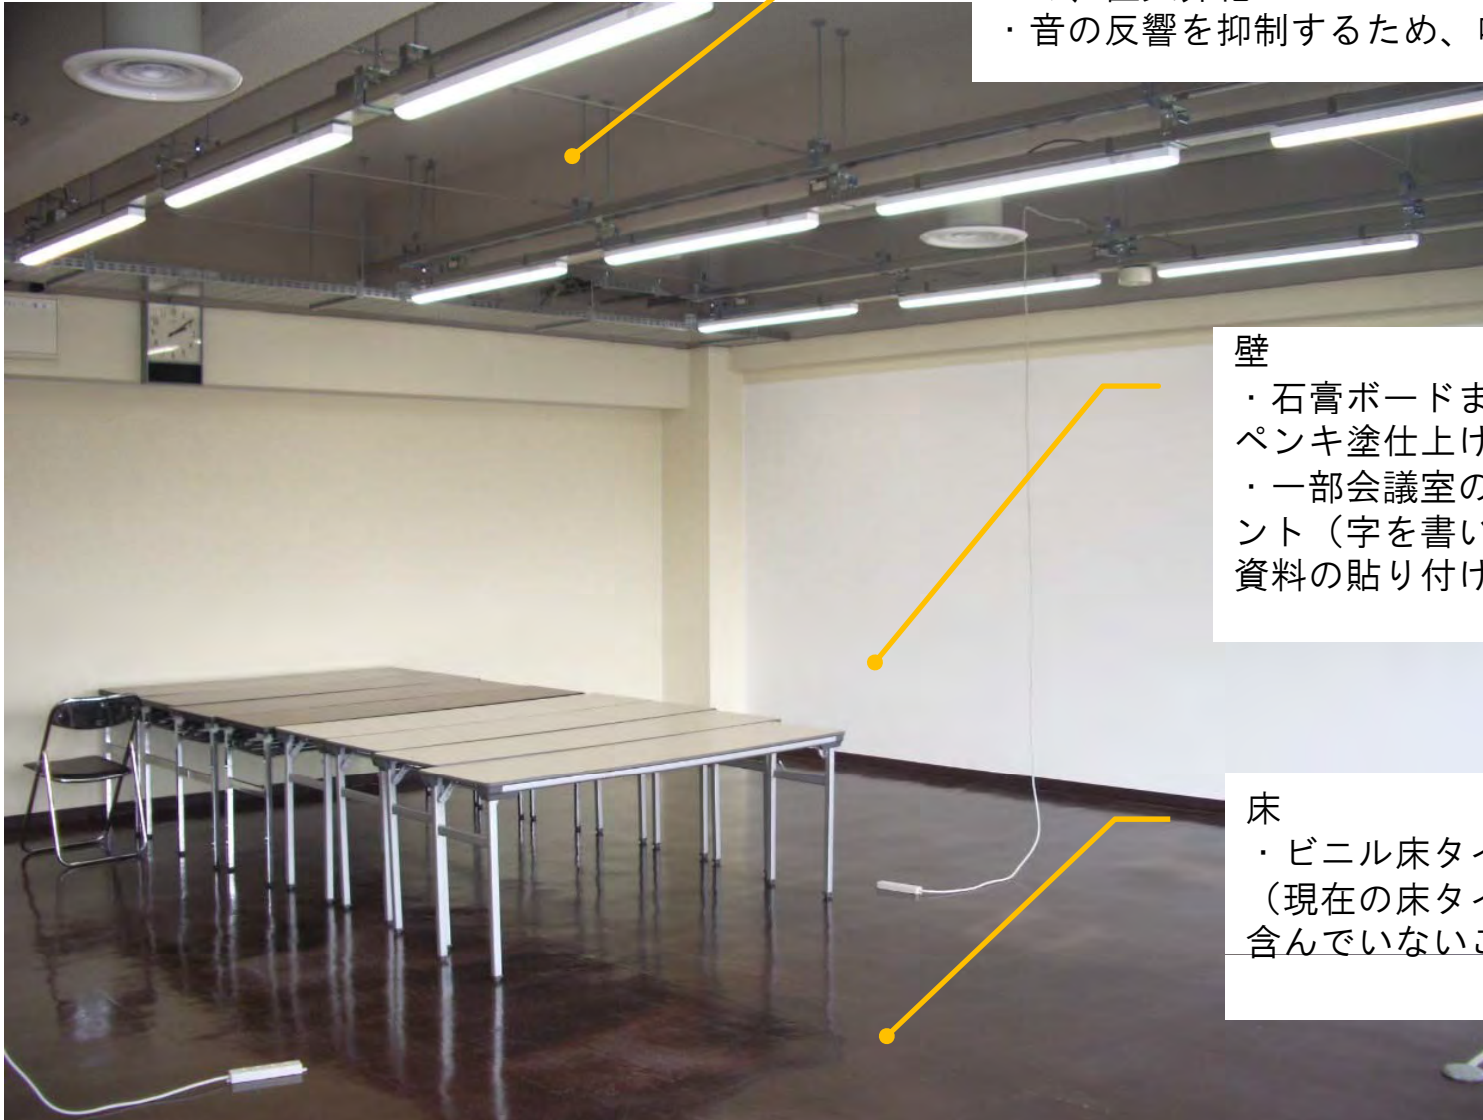 ・音の反響を抑制するため、
壁
・石膏ボード
ペンキ塗仕上げ
・一部会議室の
ント（字を書い
資料の貼り付け
床
・ビニル床タイ
（現在の床タイ
含んでいない